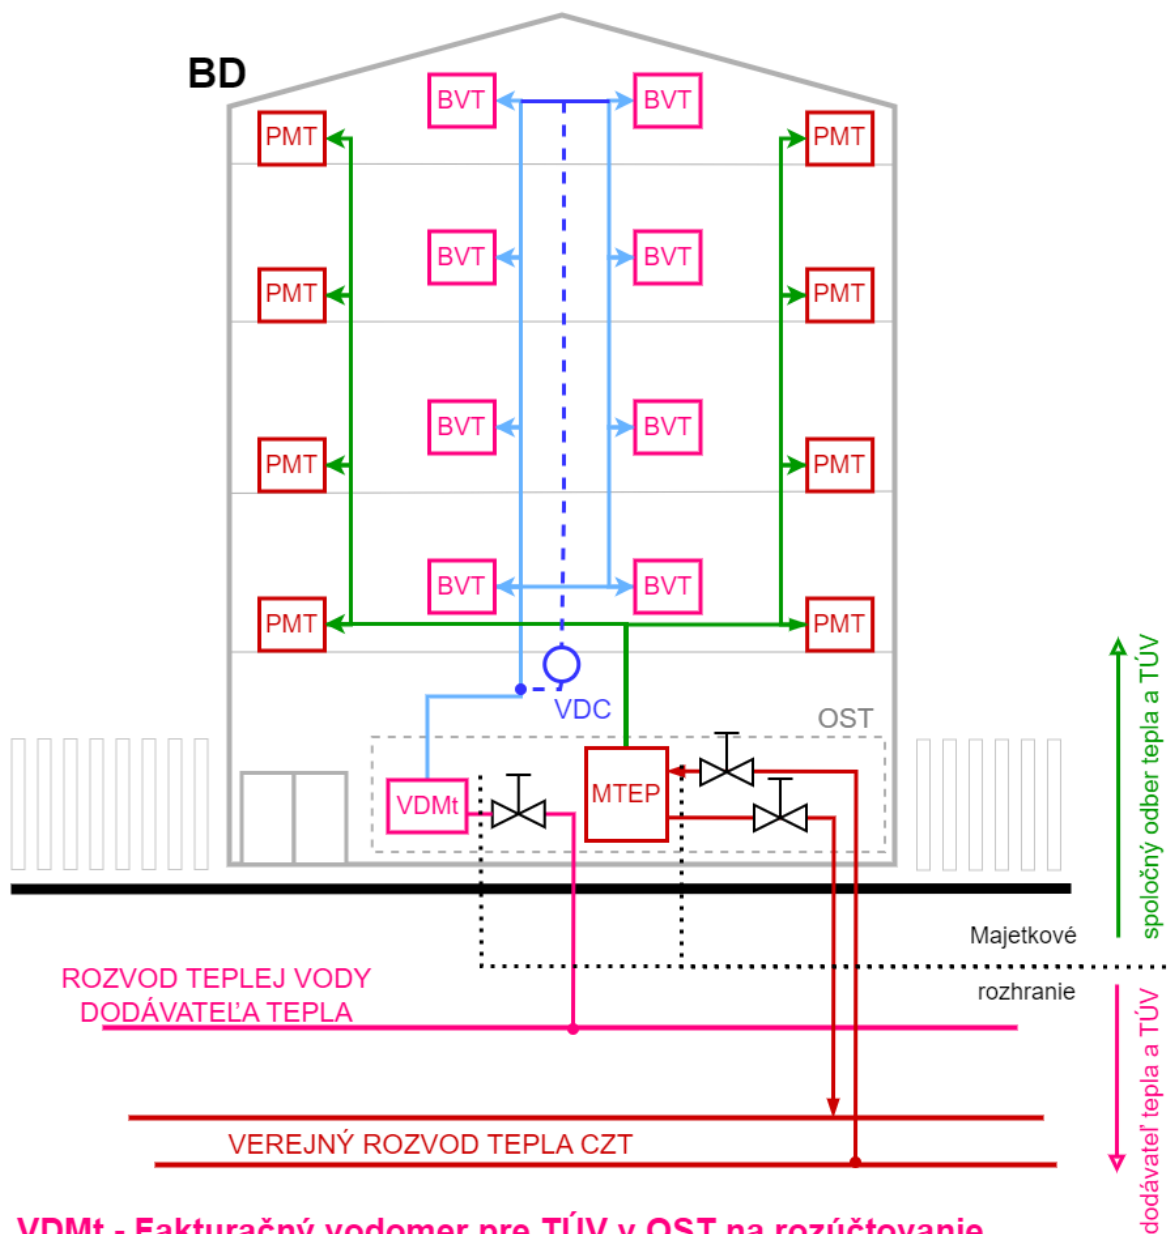 BD
BVT
BVT
PMT
PMT
BVT
BVT
PMT
PMT
BVT
BVT
PMT
PMT
BVT
BVT
PMT
PMT
VDC
OST
VDMt
MTEP
spoločný odber tepla a TÚV
Majetkové
rozhranie
ROZVOD TEPLEJ VODY
DODÁVATEĽA TEPLA
dodávateľ tepla a TÚV
VEREJNÝ ROZVOD TEPLA CZT
VDMt - Fakturačný vodomer pre TÚV v OST na rozúčtovanie